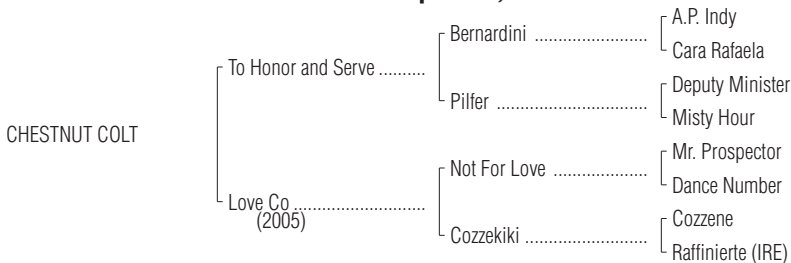 A.P. Indy
Bernardini ..............................
Cara Rafaela
To Honor and Serve ..........
Deputy Minister
Pilfer ........................................
Misty Hour
CHESTNUT COLT
Mr. Prospector
Not For Love .........................
Dance Number
Love Co ...................................
(2005)
Cozzene
Cozzekiki ................................
Raffinierte (IRE)